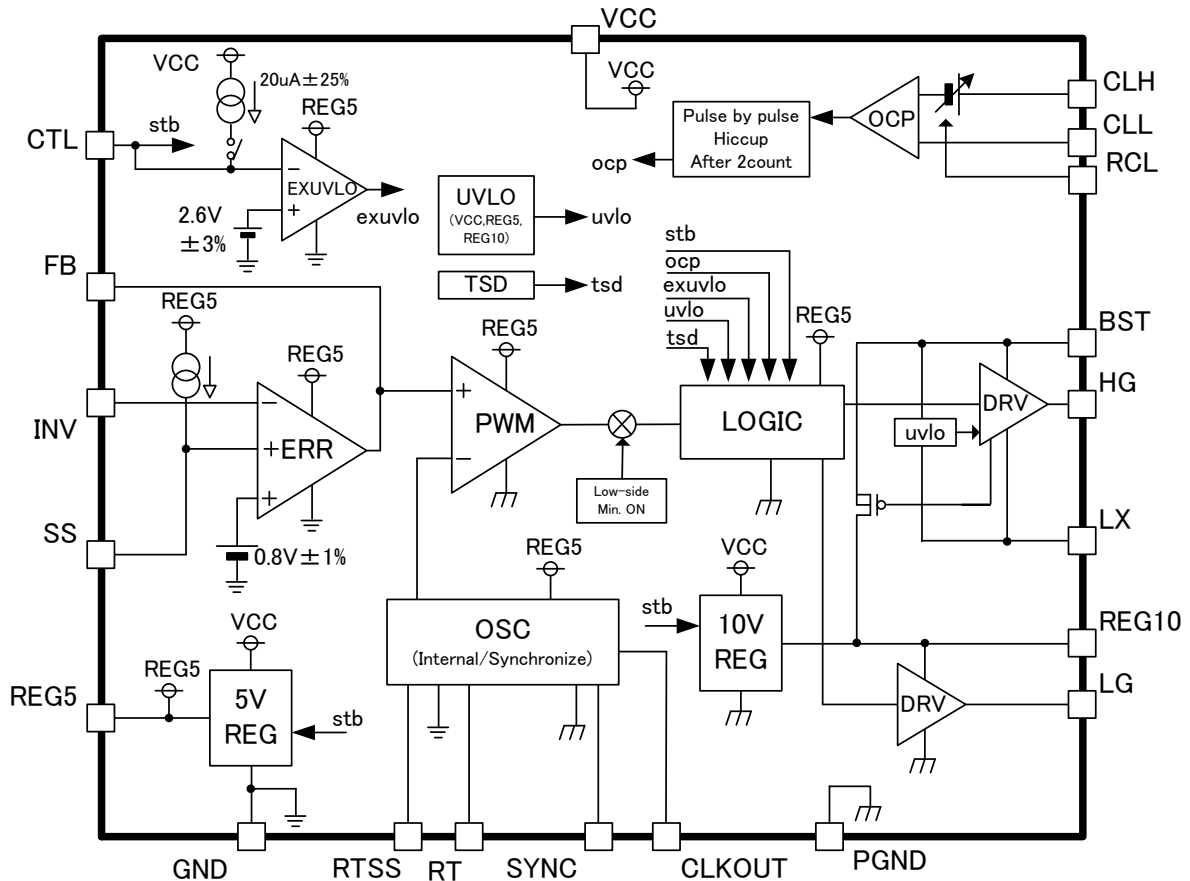 VCC
VCC
20uA±25%
REG5
VCC
CTL
stb
−
EXUVLO
+
exuvlo
2.6V
±3%
UVLO
(VCC,REG5,
REG10)
uvlo
TSD
tsd
Pulse by pulse
Hiccup
After 2count
ocp
OCP
CLH
CLL
RCL
FB
REG5
REG5
INV
−
+
ERR
+
SS
0.8V±1%
REG5
+
PWM
−
Low-side
Min. ON
stb
ocp
exuvlo
uvlo
tsd
REG5
LOGIC
BST
DRV
HG
uvlo
LX
REG5
OSC
(Internal/Synchronize)
VCC
stb
10V
REG
REG10
DRV
LG
VCC
REG5
REG5
5V
REG
stb
GND
RTSS
RT
SYNC
CLKOUT
PGND